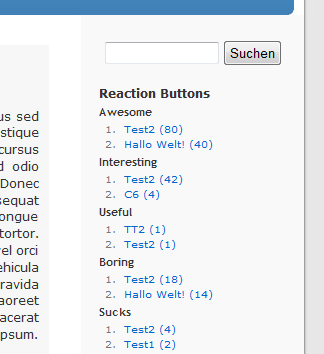 Suchen
Reaction Buttons
Awesome
1. Test2 (80)
2. Hallo Welt! (40)
Interesting
1. Test2 (42)
2. C6 (4)
Useful
1. TT2 (1)
2. Test2 (1)
Boring
1. Test2 (18)
2. Hallo Welt! (14)
Sucks
1. Test2 (4)
2. Test1 (2)
us sed
stique
cursus
d odio
Donec
sequat
ongue
tortor.
vel orci
ehicula
ravida
aoreet
acerat
ipsum.